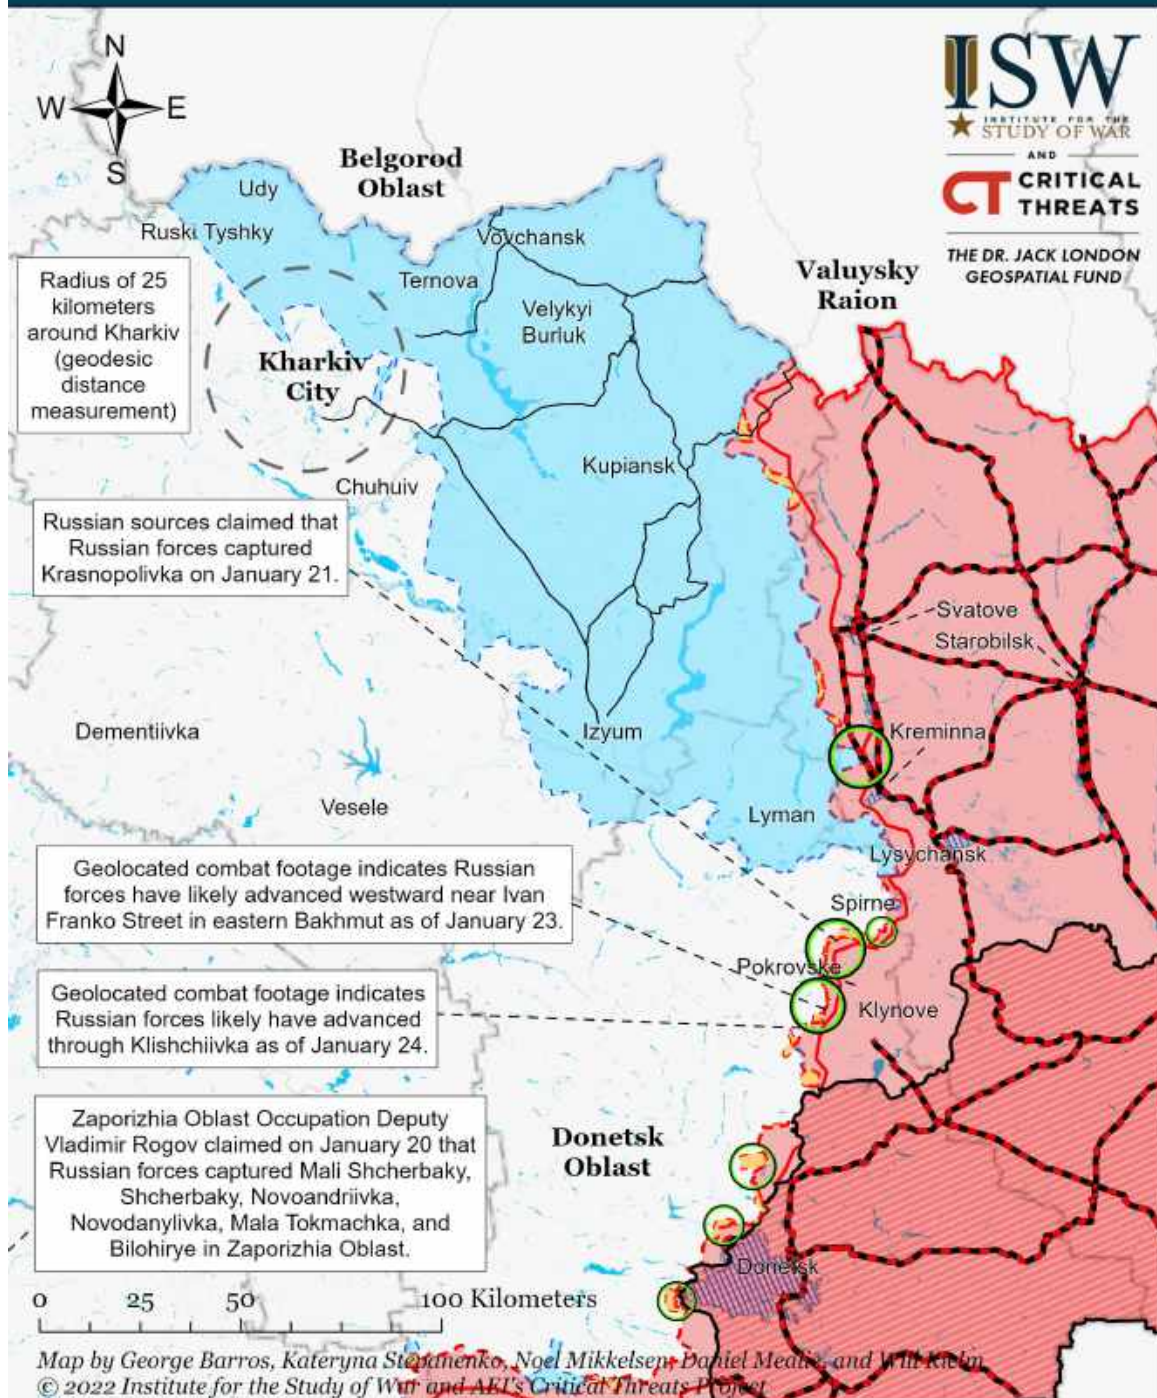 N
W E
S
ISW
INSTITUTE FOR THE
STUDY OF WAR
AND
CT CRITICAL
THREATS
THE DR. JACK LONDON
GEOSPATIAL FUND
Belgorod
Oblast
Udy
Ruski Tyshky
Vovchansk
Ternova
Valuysky
Raion
Radius of 25
kilometers
around Kharkiv
(geodesic
distance
measurement)
Velykyi
Burluk
Kharkiv
City
Kupiansk
Chuhuiv
Russian sources claimed that
Russian forces captured
Krasnopolivka on January 21.
Svatove
Starobilsk
Dementiivka
Izyum
Kreminna
Vesele
Lyman
Lysychansk
Geolocated combat footage indicates Russian
forces have likely advanced westward near Ivan
Franko Street in eastern Bakhmut as of January 23.
Spirne
Pokrovske
Geolocated combat footage indicates
Russian forces likely have advanced
through Klishchiivka as of January 24.
Klynove
Zaporizhia Oblast Occupation Deputy
Vladimir Rogov claimed on January 20 that
Russian forces captured Mali Shcherbaky,
Shcherbaky, Novoandriivka,
Novodanylivka, Mala Tokmachka, and
Bilohirye in Zaporizhia Oblast.
Donetsk
Oblast
Donetsk
0 25 50 100 Kilometers
Map by George Barros, Kateryna Stepanenko, Noel Mikkelsen, Daniel Mealie, and Will Kielm
© 2022 Institute for the Study of War and AEI's Critical Threats Project